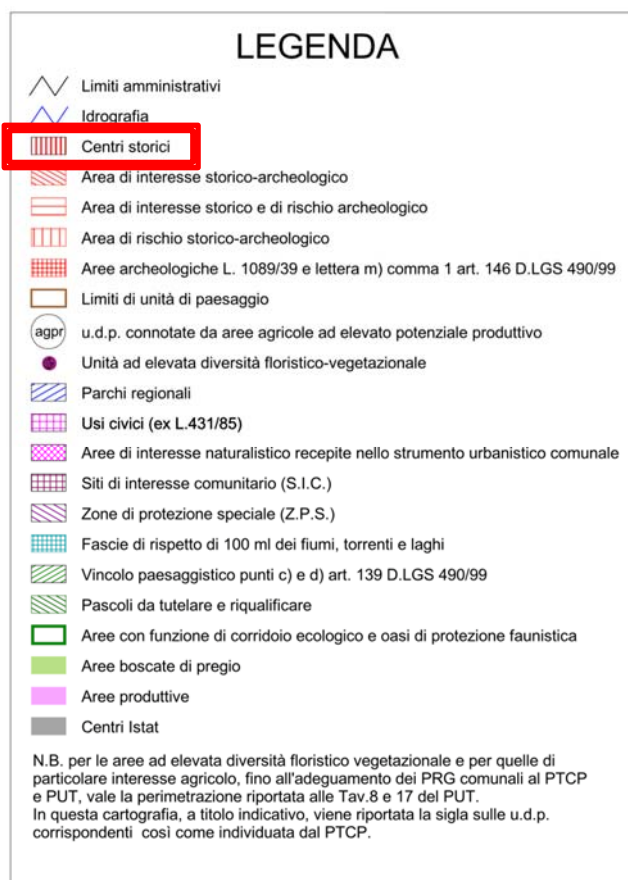 LEGENDA
Limiti amministrativi
Idrografia
Centri storici
Area di interesse storico-archeologico
Area di interesse storico e di rischio archeologico
Area di rischio storico-archeologico
Aree archeologiche L. 1089/39 e lettera m) comma 1 art. 146 D.LGS 490/99
Limiti di unità di paesaggio
agpr u.d.p. connotate da aree agricole ad elevato potenziale produttivo
Unità ad elevata diversità floristico-vegetazionale
Parchi regionali
Usi civici (ex L.431/85)
Aree di interesse naturalistico recepite nello strumento urbanistico comunale
Siti di interesse comunitario (S.I.C.)
Zone di protezione speciale (Z.P.S.)
Fascie di rispetto di 100 ml dei fiumi, torrenti e laghi
Vincolo paesaggistico punti c) e d) art. 139 D.LGS 490/99
Pascoli da tutelare e riqualificare
Aree con funzione di corridoio ecologico e oasi di protezione faunistica
Aree boscate di pregio
Aree produttive
Centri Istat
N.B. per le aree ad elevata diversità floristico vegetazionale e per quelle di
particolare interesse agricolo, fino all'adeguamento dei PRG comunali al PTCP
e PUT, vale la perimetrazione riportata alle Tav.8 e 17 del PUT.
In questa cartografia, a titolo indicativo, viene riportata la sigla sulle u.d.p.
corrispondenti così come individuata dal PTCP.